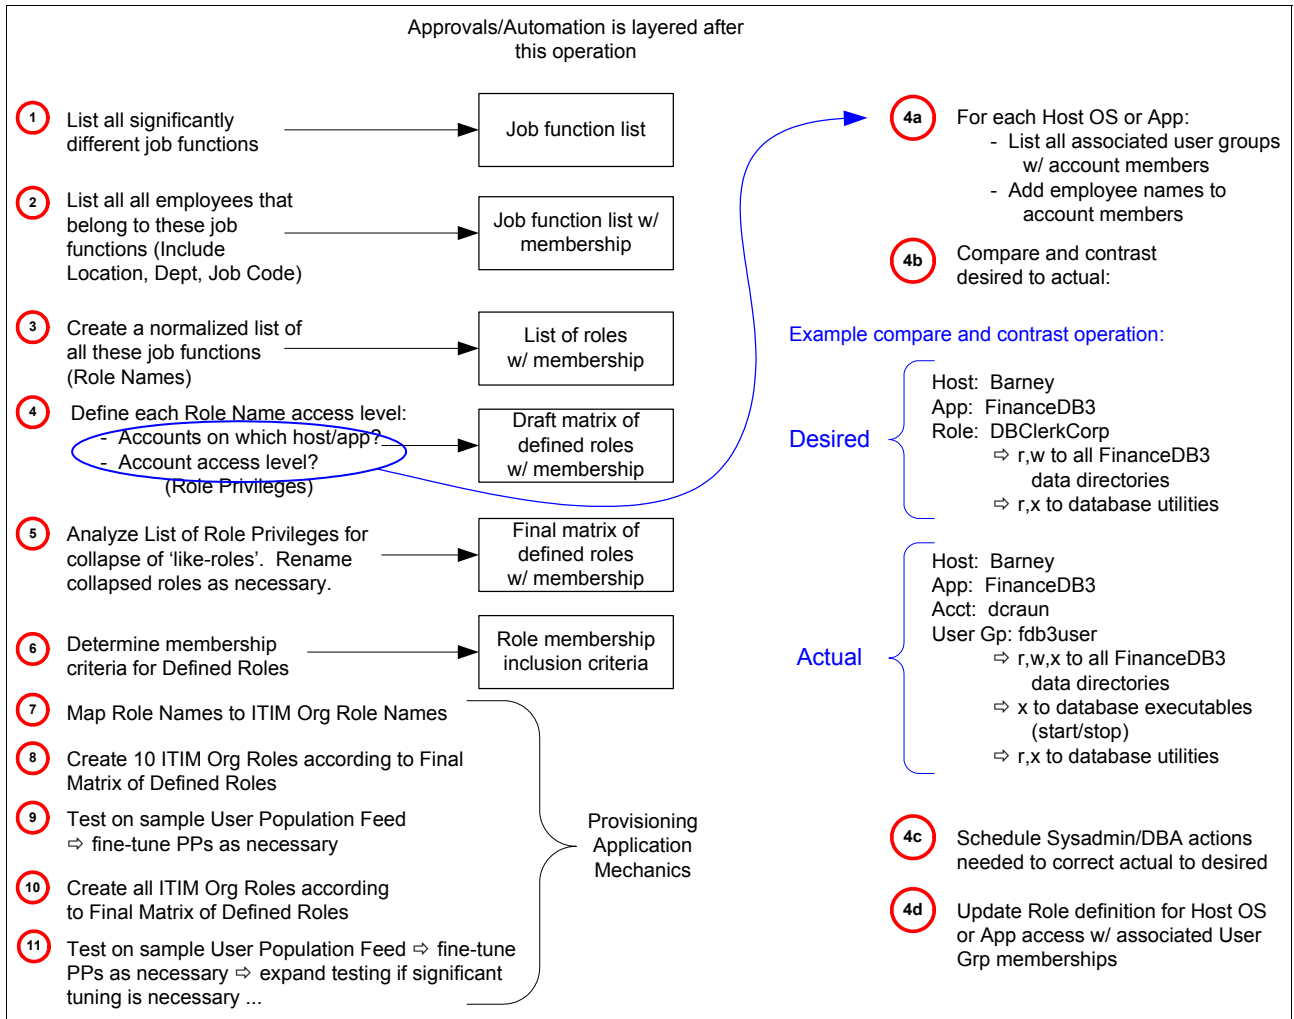 Approvals/Automation is layered after
this operation
1
List all significantly
different job functions
Job function list
2
List all all employees that
belong to these job
functions (Include
Location, Dept, Job Code)
Job function list w/
membership
3
Create a normalized list of
all these job functions
(Role Names)
List of roles
w/ membership
4
Define each Role Name access level:
- Accounts on which host/app?
- Account access level?
(Role Privileges)
Draft matrix of
defined roles
w/ membership
5
Analyze List of Role Privileges for
collapse of ‘like-roles’. Rename
collapsed roles as necessary.
Final matrix of
defined roles
w/ membership
6
Determine membership
criteria for Defined Roles
Role membership
inclusion criteria
7
Map Role Names to ITIM Org Role Names
8
Create 10 ITIM Org Roles according to Final
Matrix of Defined Roles
9
Test on sample User Population Feed
⇨ fine-tune PPs as necessary
10
Create all ITIM Org Roles according
to Final Matrix of Defined Roles
11
Test on sample User Population Feed ⇨ fine-tune
PPs as necessary ⇨ expand testing if significant
tuning is necessary ...
Provisioning
Application
Mechanics
4a
For each Host OS or App:
- List all associated user groups
w/ account members
- Add employee names to
account members
4b
Compare and contrast
desired to actual:
Example compare and contrast operation:
Desired
Host: Barney
App: FinanceDB3
Role: DBClerkCorp
⇨ r,w to all FinanceDB3
data directories
⇨ r,x to database utilities
Actual
Host: Barney
App: FinanceDB3
Acct: dcraun
User Gp: fdb3user
⇨ r,w,x to all FinanceDB3
data directories
⇨ x to database executables
(start/stop)
⇨ r,x to database utilities
4c
Schedule Sysadmin/DBA actions
needed to correct actual to desired
4d
Update Role definition for Host OS
or App access w/ associated User
Grp memberships